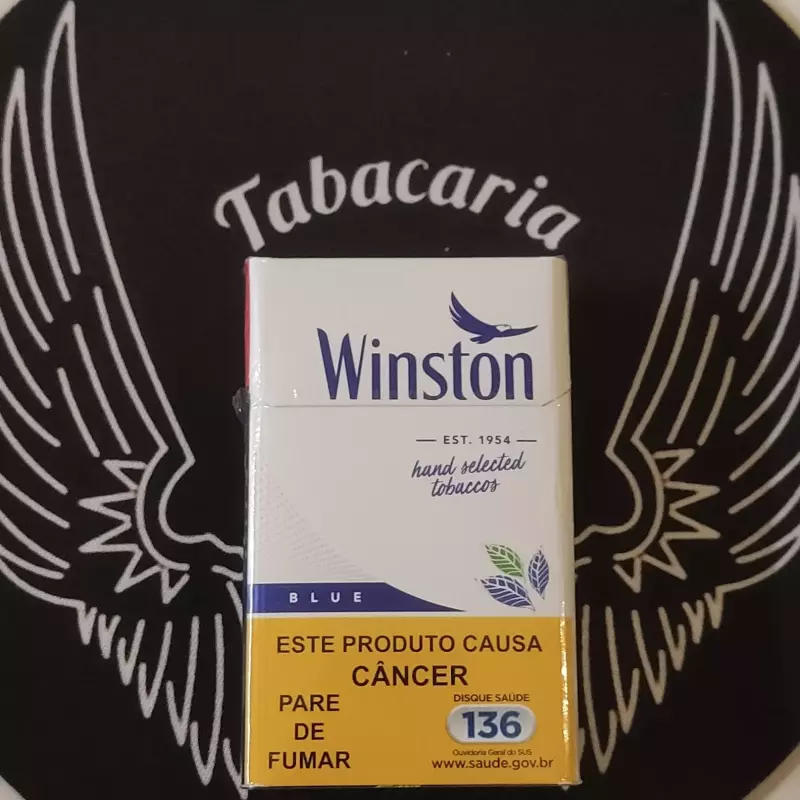 Tabacaria
Winston
EST. 1954
hand selected
tobaccos
BLUE
ESTE PRODUTO CAUSA
CÂNCER
PARE
DE
FUMAR
DISQUE SAÚDE
136
Ouvidoria Geral do SUS
www.saude.gov.br